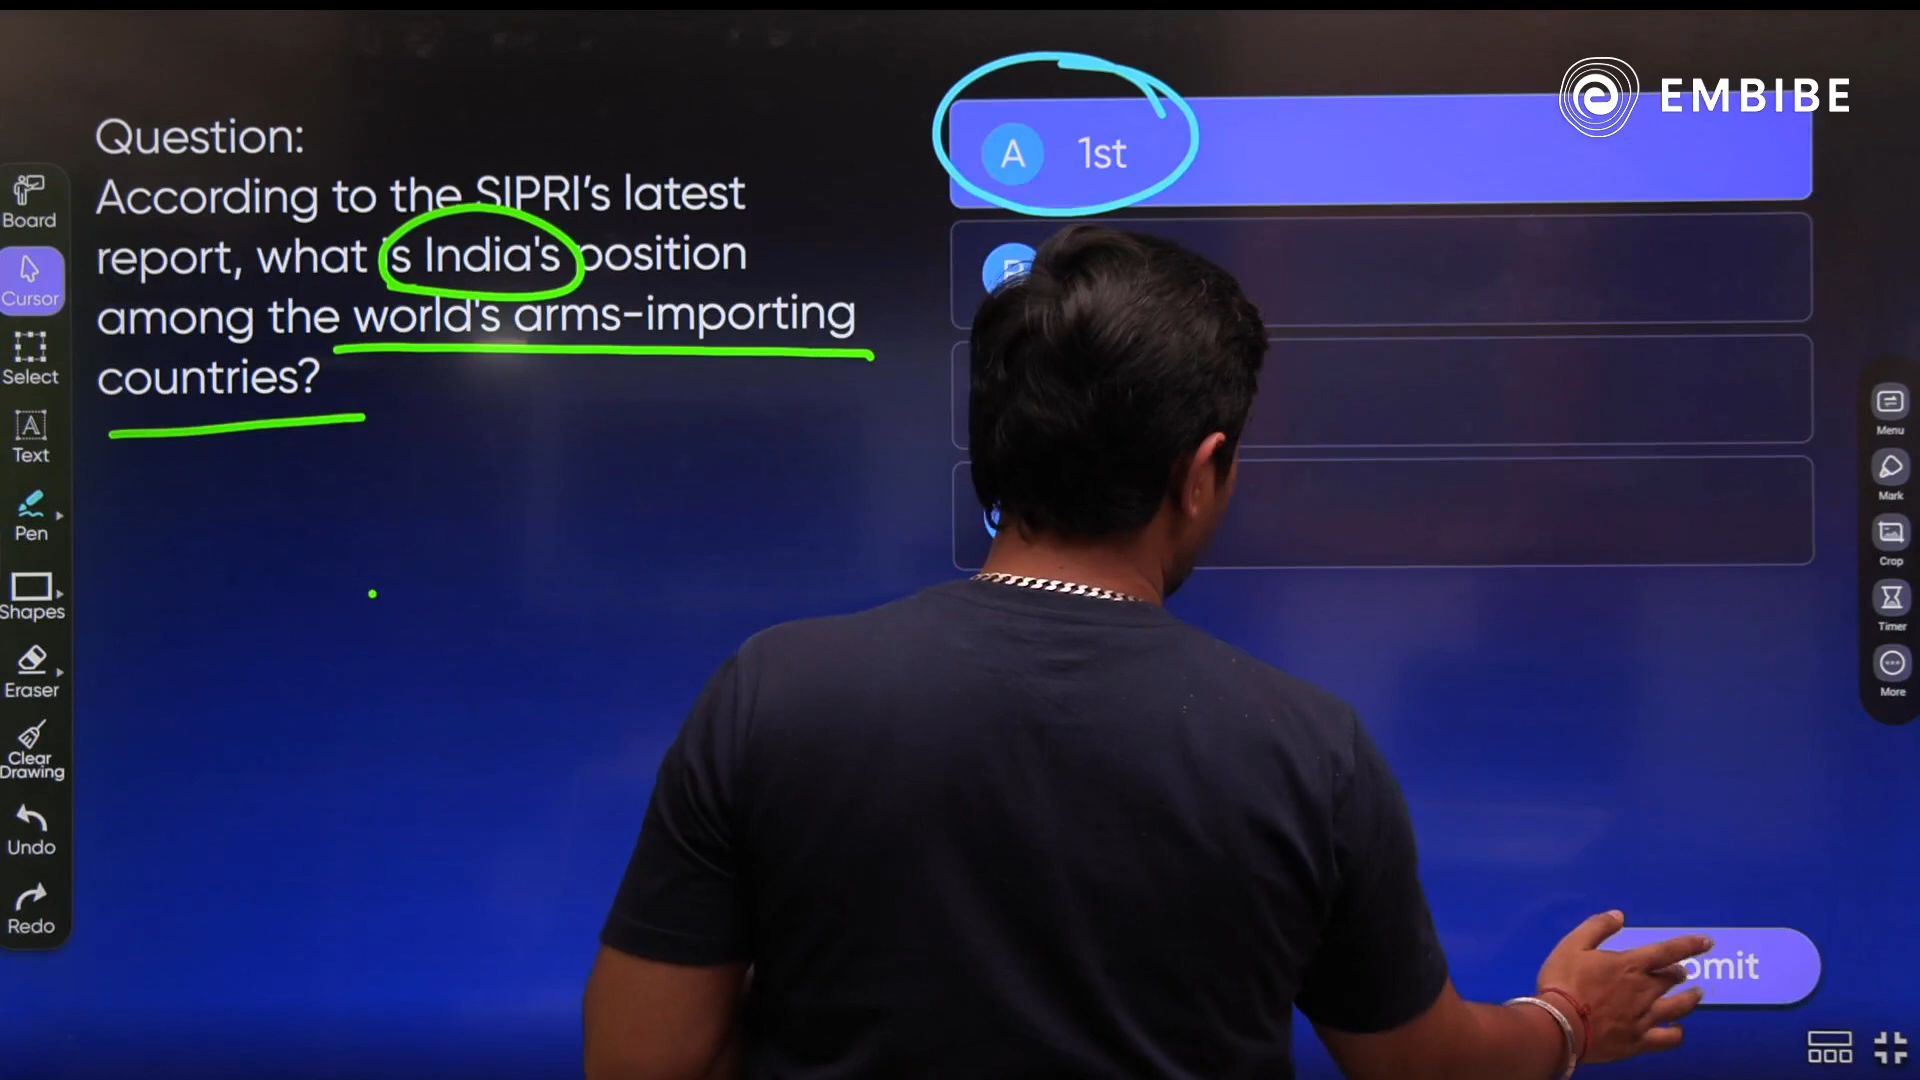 EMBIBE
Question:
According to the SIPRI's latest
report, what is India's position
among the world's arms-importing
countries?
A 1st
Board
Cursor
Select
Text
Pen
Shapes
Eraser
Clear
Drawing
Undo
Redo
Menu
Mark
Crop
Timer
More